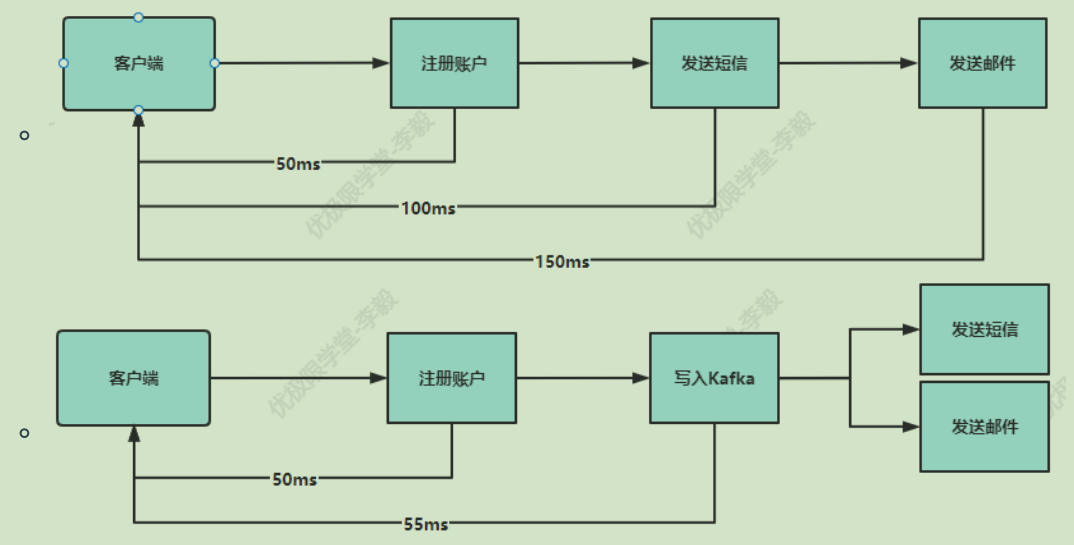 客户端
注册账户
发送短信
发送邮件
50ms
100ms
150ms
优极限学堂-李毅
优极限学堂-李毅
客户端
注册账户
写入Kafka
发送短信
发送邮件
50ms
55ms
优极限学堂-李毅
-李毅
优极